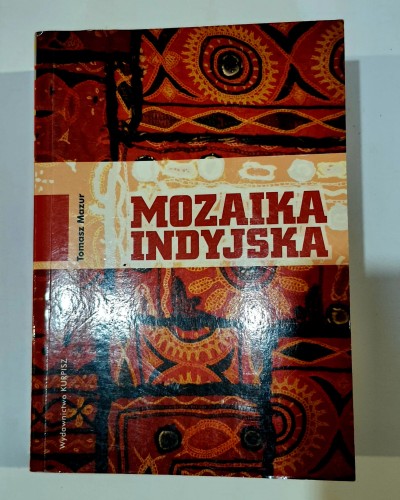 Tomasz Mazur
MOZAIKA
INDYJSKA
Wydawnictwo KURPISZ